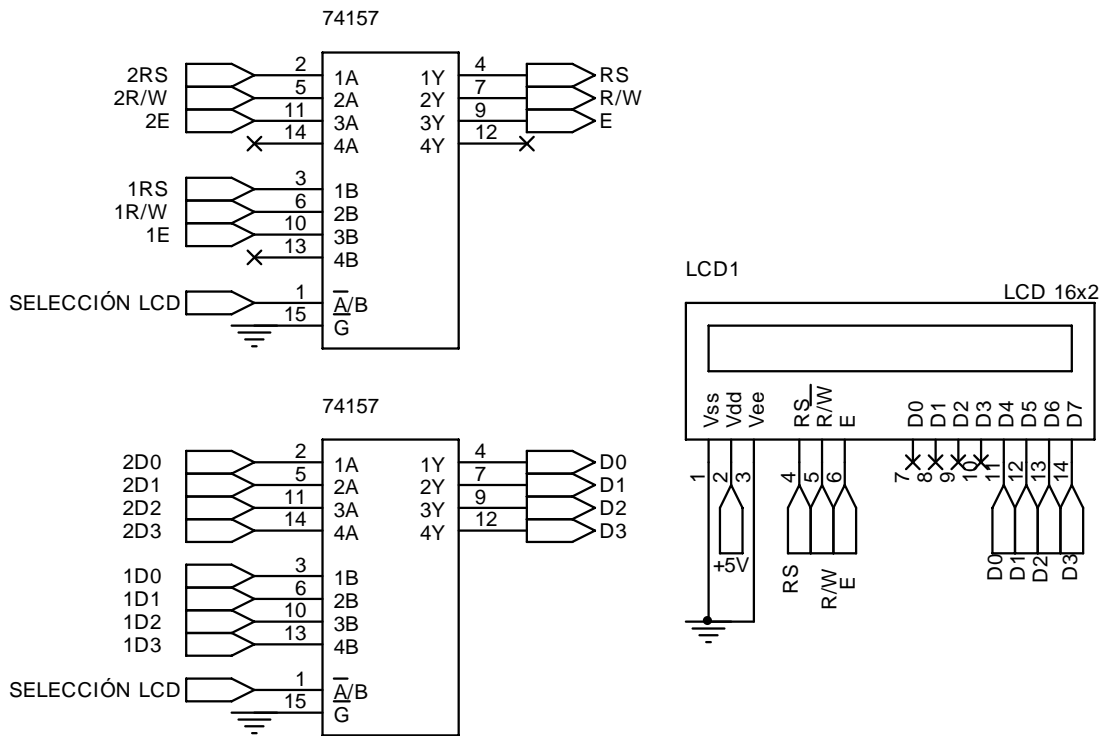 74157
2RS 2 1A 1Y 4 RS
2R/W 5 2A 2Y 7 R/W
2E 11 3A 3Y 9 E
14 4A 4Y 12
1RS 3 1B
1R/W 6 2B
1E 10 3B
13 4B
SELECCIÓN LCD 1 A/B
15 G
74157
2D0 2 1A 1Y 4 D0
2D1 5 2A 2Y 7 D1
2D2 11 3A 3Y 9 D2
2D3 14 4A 4Y 12 D3
1D0 3 1B
1D1 6 2B
1D2 10 3B
1D3 13 4B
SELECCIÓN LCD 1 A/B
15 G
LCD1
LCD 16x2
Vss Vdd Vee RS R/W E D0 D1 D2 D3 D4 D5 D6 D7
1 2 3 4 5 6 7 8 9 10 11 12 13 14
+5V RS R/W E D0 D1 D2 D3